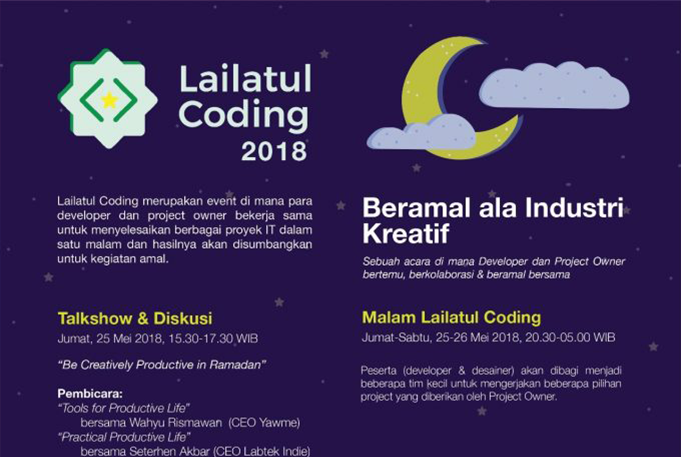 Lailatul
Coding
2018
Lailatul Coding merupakan event di mana para
developer dan project owner bekerja sama
untuk menyelesaikan berbagai proyek IT dalam
satu malam dan hasilnya akan disumbangkan
untuk kegiatan amal.
Talkshow & Diskusi
Jumat, 25 Mei 2018, 15.30-17.30 WIB
“Be Creatively Productive in Ramadan”
Pembicara:
“Tools for Productive Life”
bersama Wahyu Rismawan (CEO Yawme)
“Practical Productive Life”
bersama Seterhen Akbar (CEO Labtek Indie)
Beramal ala Industri
Kreatif
Sebuah acara di mana Developer dan Project Owner
bertemu, berkolaborasi & beramal bersama
Malam Lailatul Coding
Jumat-Sabtu, 25-26 Mei 2018, 20.30-05.00 WIB
Peserta (developer & desainer) akan dibagi menjadi
beberapa tim kecil untuk mengerjakan beberapa pilihan
project yang diberikan oleh Project Owner.